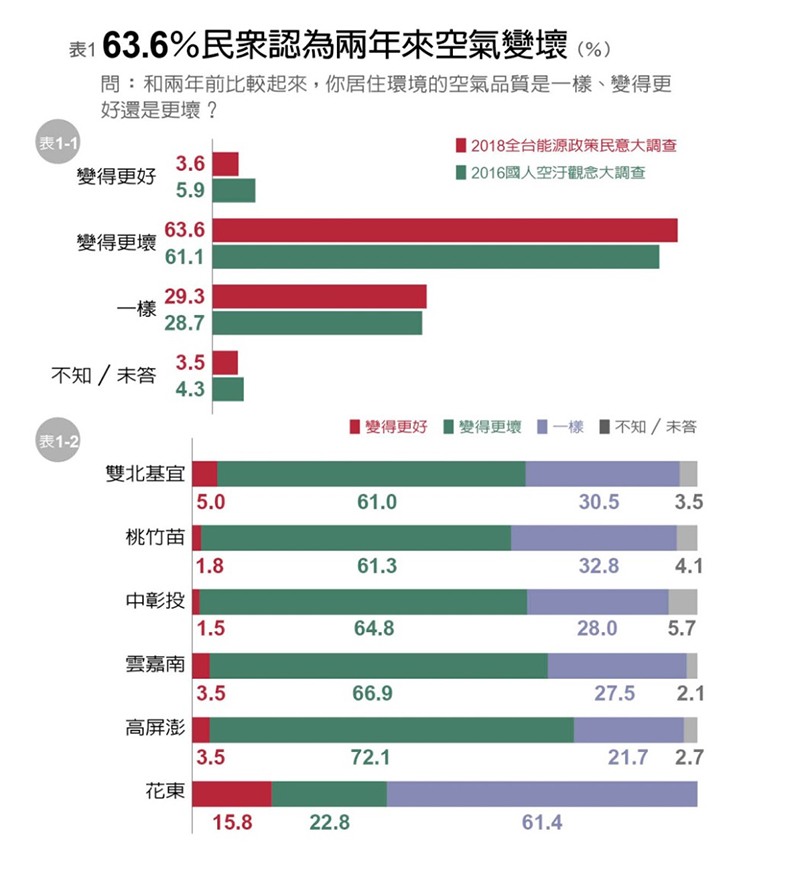 表1 63.6%民眾認為兩年來空氣變壞(%)
問:和兩年前比較起來,你居住環境的空氣品質是一樣、變得更
好還是更壞?
表1-1
2018全台能源政策民意大調查
2016國人空汙觀念大調查
變得更好 3.6
5.9
變得更壞 63.6
61.1
一樣 29.3
28.7
不知/未答 3.5
4.3
表1-2
變得更好 變得更壞 一樣 不知/未答
雙北基宜
5.0 61.0 30.5 3.5
桃竹苗
1.8 61.3 32.8 4.1
中彰投
1.5 64.8 28.0 5.7
雲嘉南
3.5 66.9 27.5 2.1
高屏澎
3.5 72.1 21.7 2.7
花東
15.8 22.8 61.4